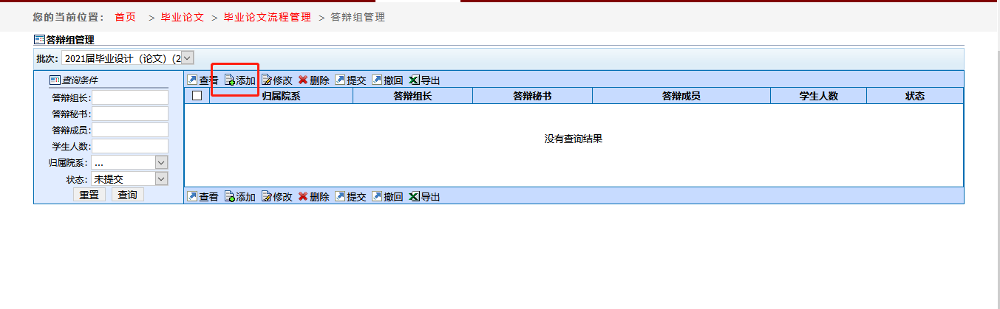 您的当前位置： 首页 > 毕业论文 > 毕业论文流程管理 > 答辩组管理
答辩组管理
批次: 2021届毕业设计（论文）(2
查询条件
答辩组长:
答辩秘书:
答辩成员:
学生人数:
归属院系: ...
状态: 未提交
重置 查询
查看 添加 修改 删除 提交 撤回 导出
归属院系 答辩组长 答辩秘书 答辩成员 学生人数 状态
没有查询结果
查看 添加 修改 删除 提交 撤回 导出